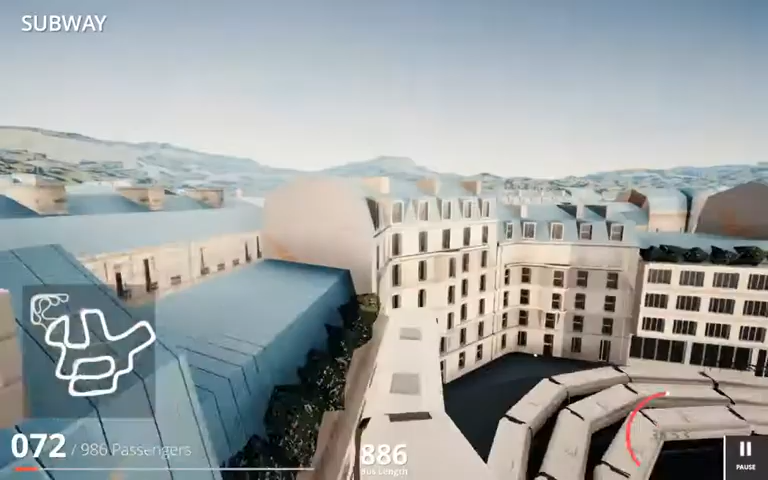 SUBWAY
072 / 986 Passengers
886
Bus Length
PAUSE